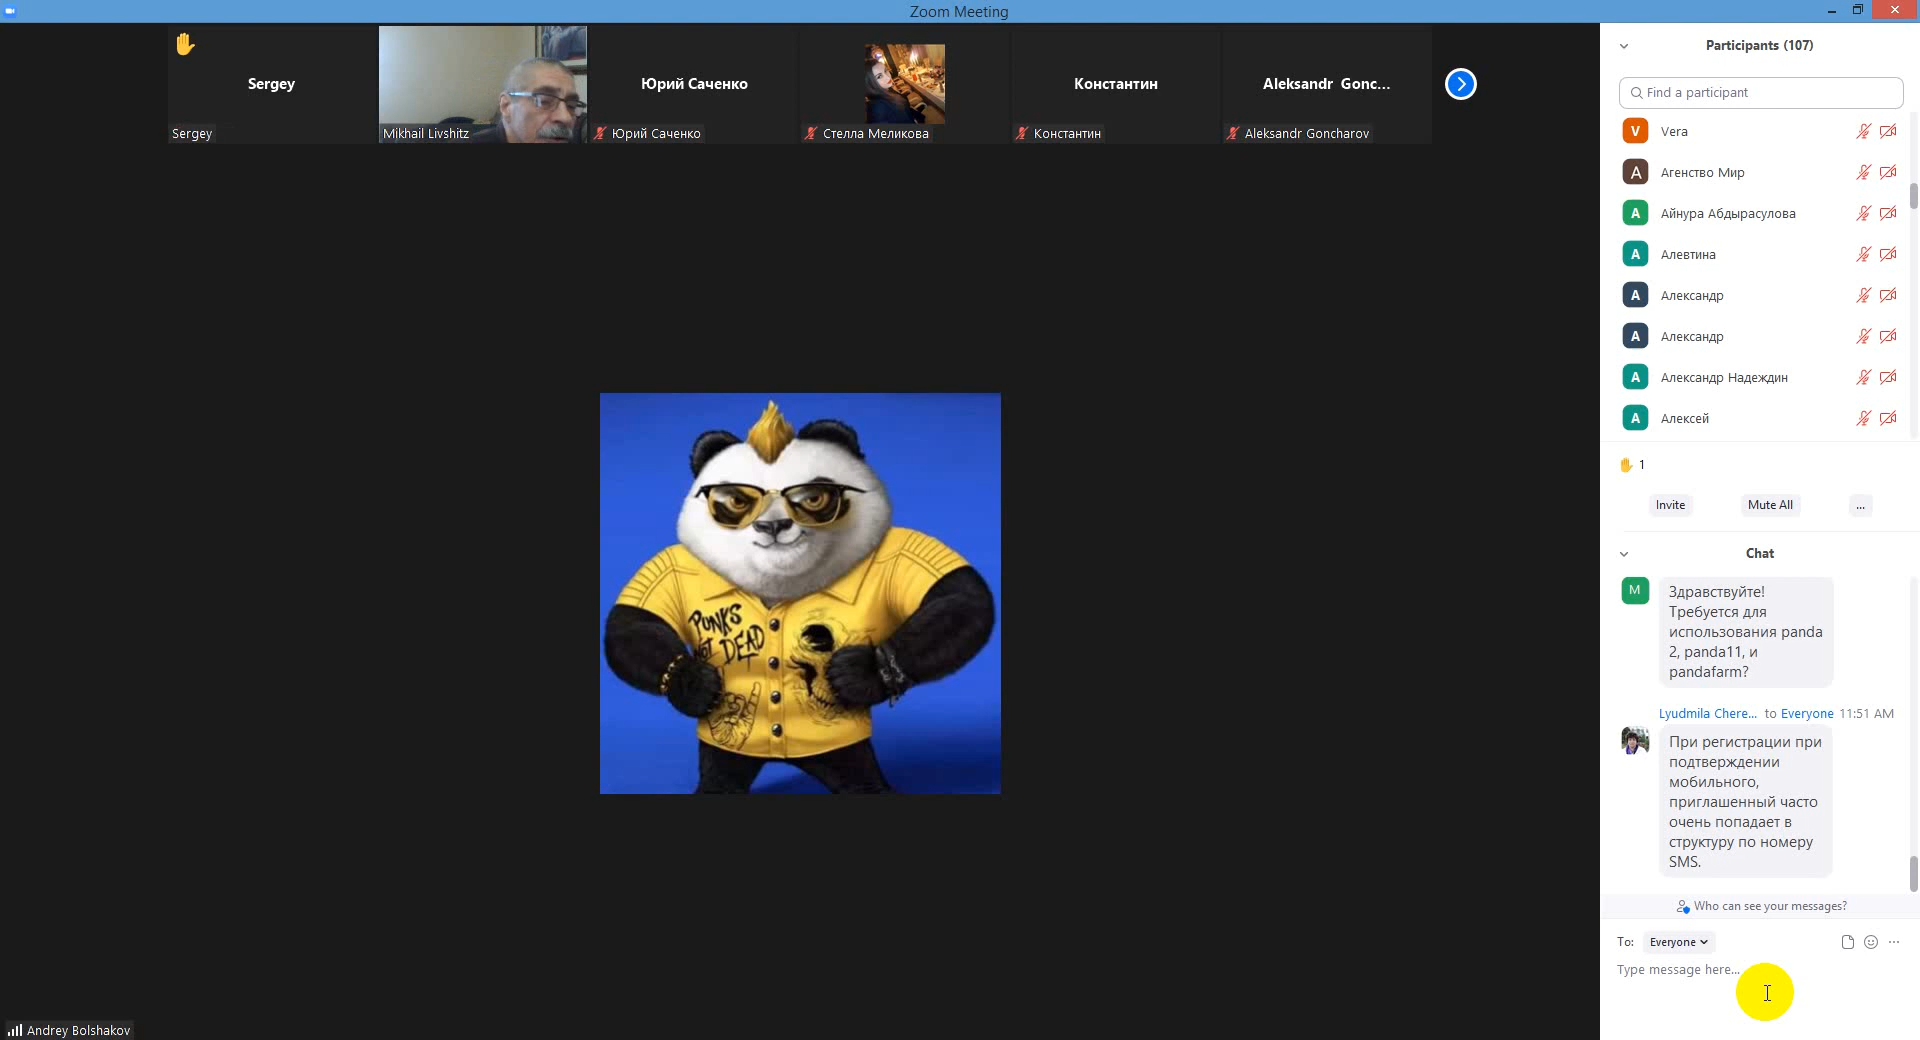 Zoom Meeting
Sergey
Sergey
Mikhail Livshitz
Юрий Саченко
Юрий Саченко
Стелла Меликова
Константин
Константин
Aleksandr Gonc...
Aleksandr Goncharov
PUNKS
NOT DEAD
Andrey Bolshakov
Participants (107)
Find a participant
V Vera
A Агенство Мир
А Айнура Абдырасулова
А Алевтина
А Александр
А Александр
А Александр Надеждин
А Алексей
1
Invite
Mute All
...
Chat
M
Здравствуйте!
Требуется для
использования panda
2, panda11, и
pandafarm?
Lyudmila Chere... to Everyone 11:51 AM
При регистрации при
подтверждении
мобильного,
приглашенный часто
очень попадает в
структуру по номеру
SMS.
Who can see your messages?
To: Everyone
Type message here...